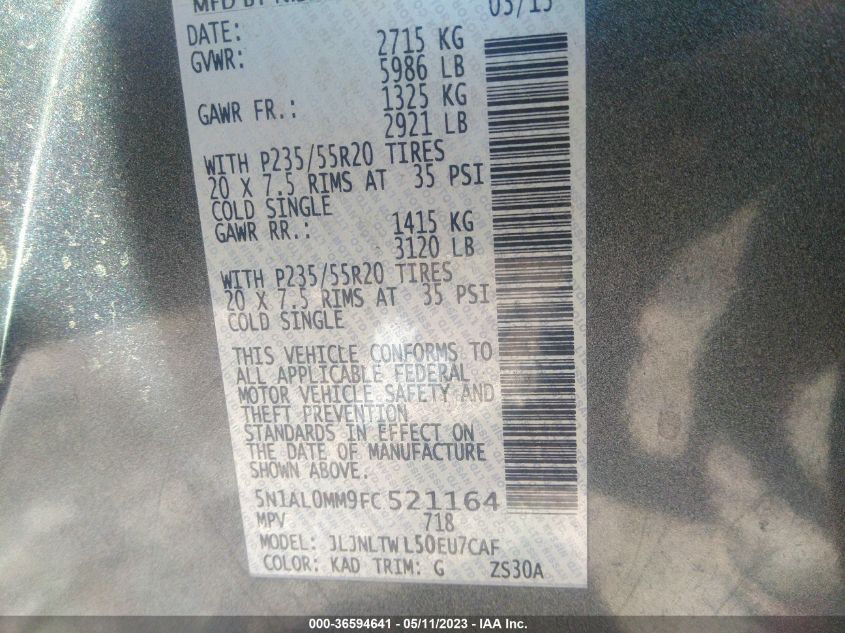 MFD BY
DATE: 03/15
GVWR: 2715 KG
5986 LB
GAWR FR.: 1325 KG
2921 LB
WITH P235/55R20 TIRES
20 X 7.5 RIMS AT 35 PSI
COLD SINGLE
GAWR RR.: 1415 KG
3120 LB
WITH P235/55R20 TIRES
20 X 7.5 RIMS AT 35 PSI
COLD SINGLE
THIS VEHICLE CONFORMS TO
ALL APPLICABLE FEDERAL
MOTOR VEHICLE SAFETY AND
THEFT PREVENTION
STANDARDS IN EFFECT ON
THE DATE OF MANUFACTURE
SHOWN ABOVE.
5N1AL0MM9FC521164
MPV 718
MODEL: JLJNLTWL50EU7CAF
COLOR: KAD TRIM: G ZS30A
000-36594641 - 05/11/2023 - IAA Inc.